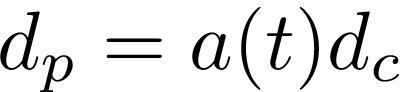 d_p = a(t)d_c